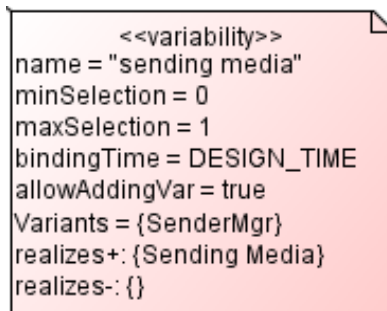 <<variability>>
name = "sending media"
minSelection = 0
maxSelection = 1
bindingTime = DESIGN_TIME
allowAddingVar = true
Variants = {SenderMgr}
realizes+: {Sending Media}
realizes-: {}